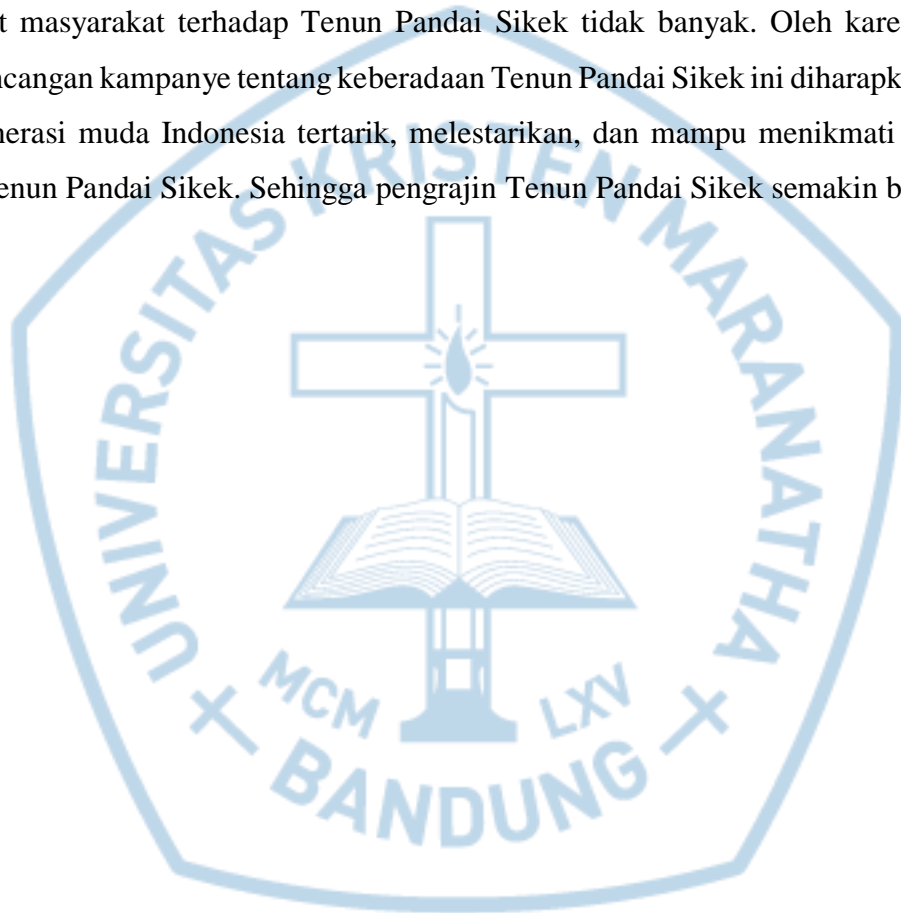 t masyarakat terhadap Tenun Pandai Sikek tidak banyak. Oleh kare
ncangan kampanye tentang keberadaan Tenun Pandai Sikek ini diharapk
nerasi muda Indonesia tertarik, melestarikan, dan mampu menikmati
enun Pandai Sikek. Sehingga pengrajin Tenun Pandai Sikek semakin b
UNIVERSITAS KRISTEN MARANATHA
MCM LXV
BANDUNG